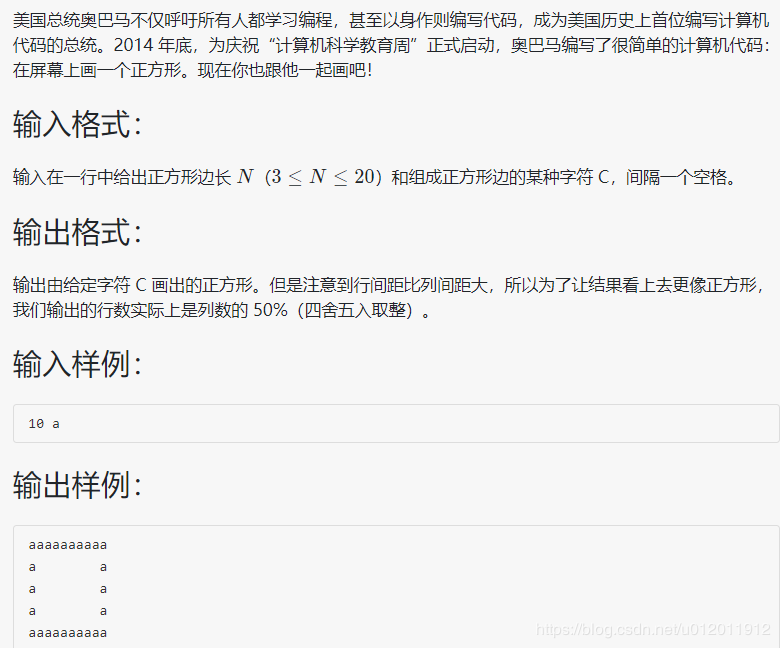 美国总统奥巴马不仅呼吁所有人都学习编程，甚至以身作则编写代码，成为美国历史上首位编写计算机
代码的总统。2014 年底，为庆祝“计算机科学教育周”正式启动，奥巴马编写了很简单的计算机代码：
在屏幕上画一个正方形。现在你也跟他一起画吧！
输入格式：
输入在一行中给出正方形边长 N（3 ≤ N ≤ 20）和组成正方形边的某种字符 C，间隔一个空格。
输出格式：
输出由给定字符 C 画出的正方形。但是注意到行间距比列间距大，所以为了让结果看上去更像正方形，
我们输出的行数实际上是列数的 50%（四舍五入取整）。
输入样例：
10 a
输出样例：
aaaaaaaaaa
a        a
a        a
a        a
aaaaaaaaaa
https://blog.csdn.net/u012011912